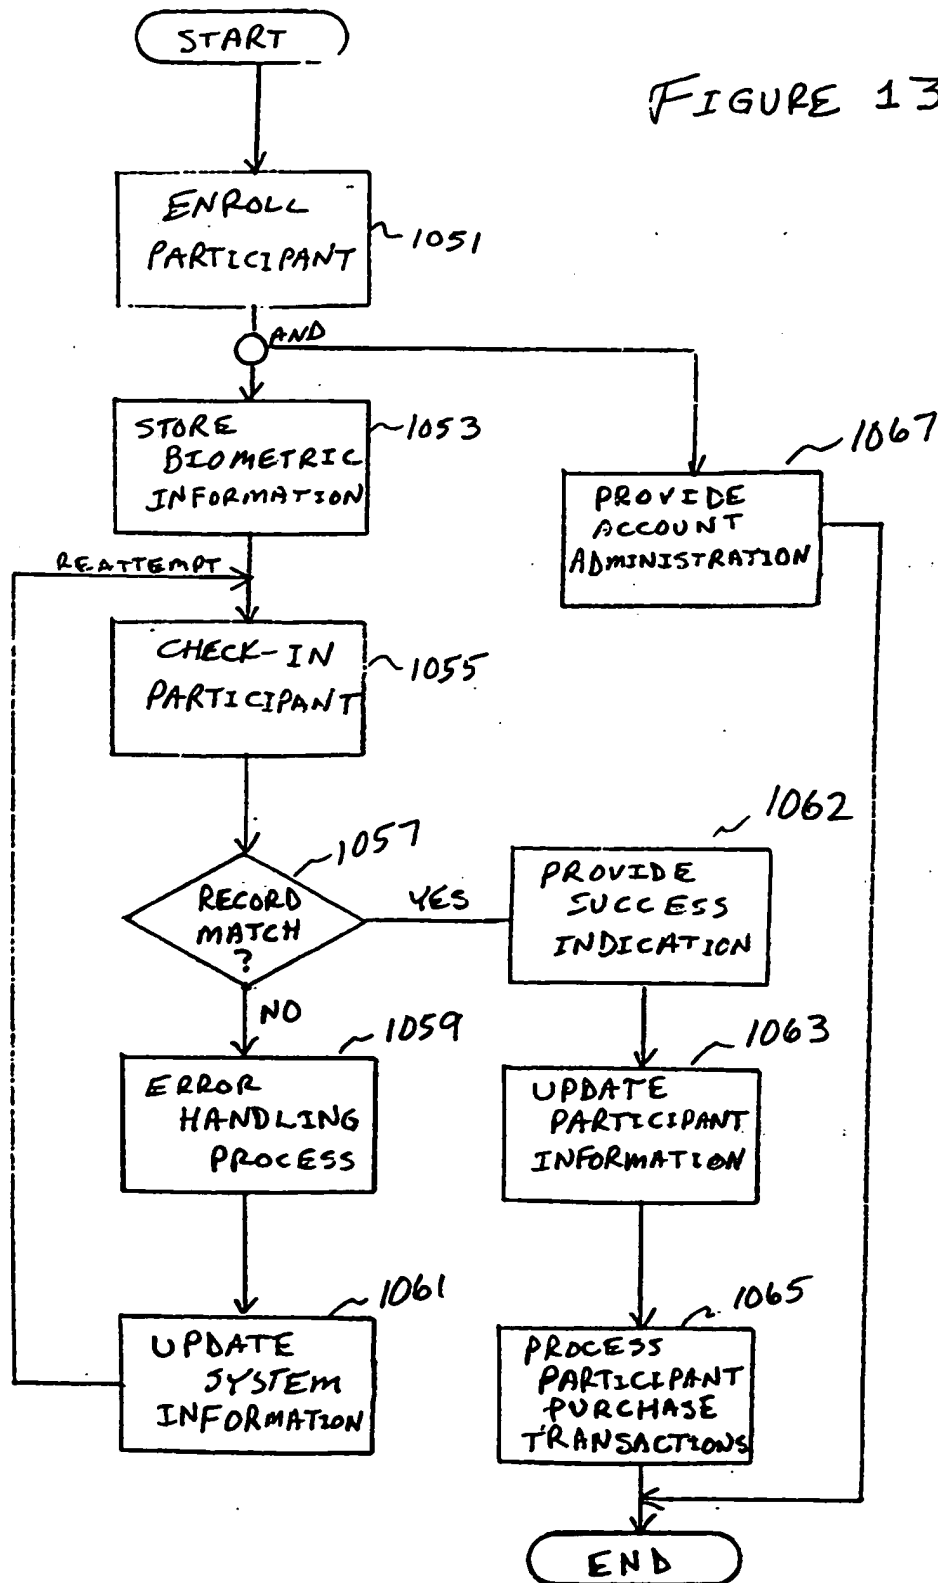 START
FIGURE 13
ENROLL
PARTICIPANT
1051
AND
STORE
BIOMETRIC
INFORMATION
1053
1067
PROVIDE
ACCOUNT
ADMINISTRATION
REATTEMPT
CHECK-IN
PARTICIPANT
1055
1057
RECORD
MATCH
?
YES
NO
1062
PROVIDE
SUCCESS
INDICATION
1059
ERROR
HANDLING
PROCESS
1063
UPDATE
PARTICIPANT
INFORMATION
1061
UPDATE
SYSTEM
INFORMATION
1065
PROCESS
PARTICIPANT
PURCHASE
TRANSACTIONS
END